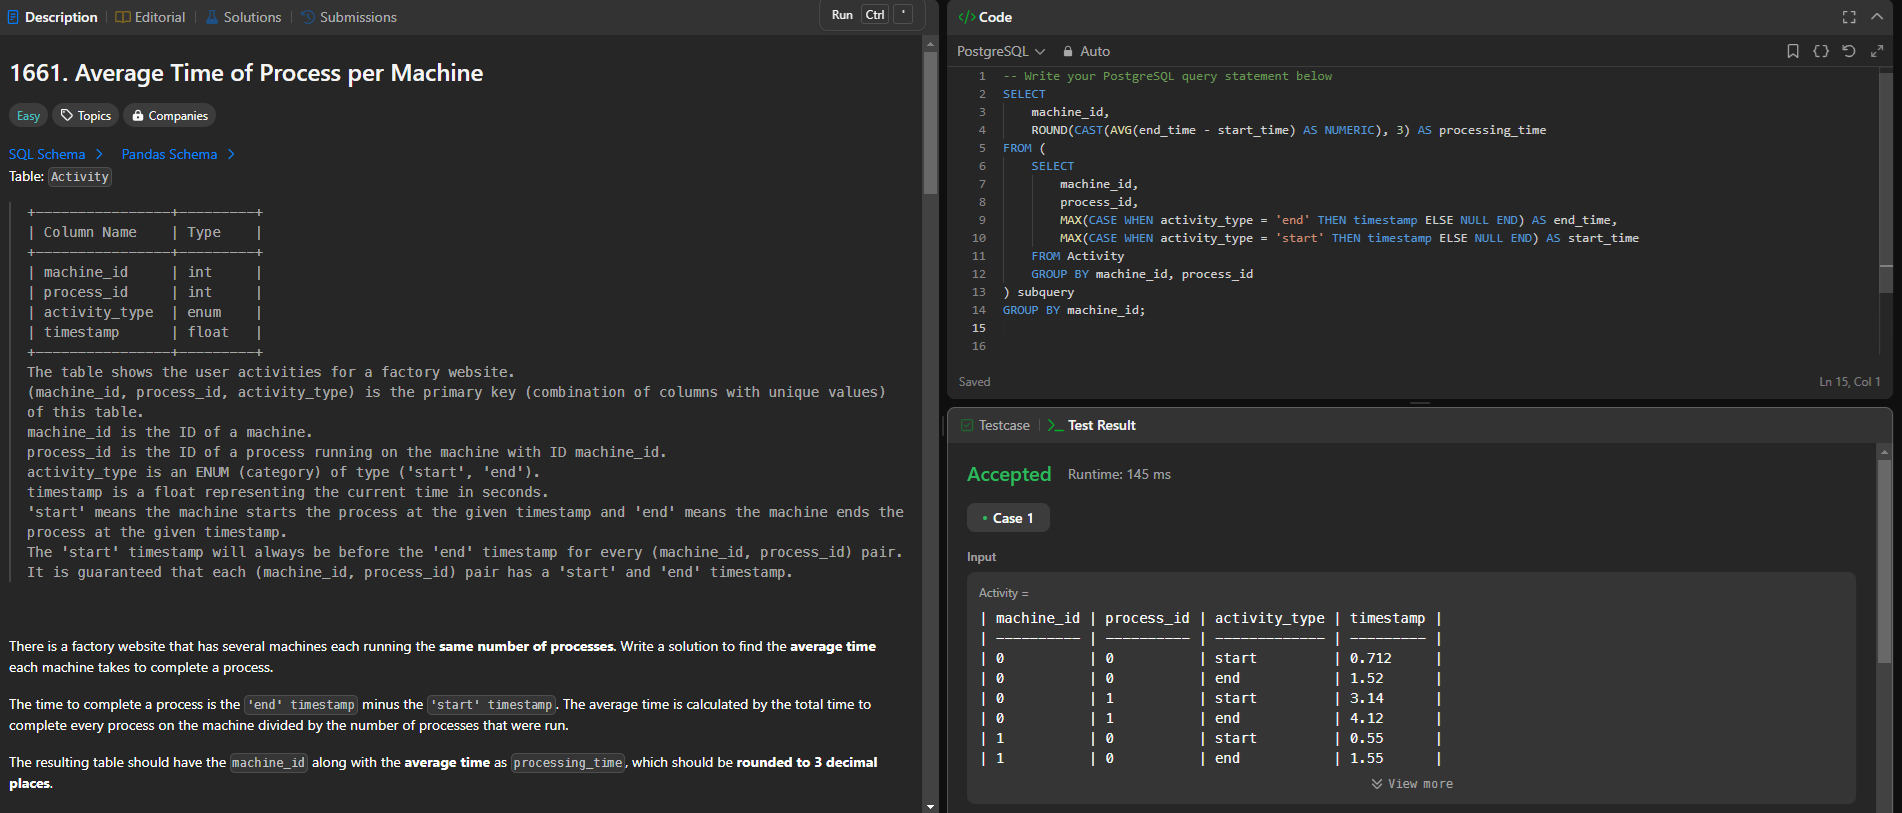 Description | Editorial | Solutions | Submissions
Run Ctrl '
1661. Average Time of Process per Machine
Easy Topics Companies
SQL Schema > Pandas Schema >
Table: Activity
+----------------+---------+
| Column Name    | Type    |
+----------------+---------+
| machine_id     | int     |
| process_id     | int     |
| activity_type  | enum    |
| timestamp      | float   |
+----------------+---------+
The table shows the user activities for a factory website.
(machine_id, process_id, activity_type) is the primary key (combination of columns with unique values)
of this table.
machine_id is the ID of a machine.
process_id is the ID of a process running on the machine with ID machine_id.
activity_type is an ENUM (category) of type ('start', 'end').
timestamp is a float representing the current time in seconds.
'start' means the machine starts the process at the given timestamp and 'end' means the machine ends the
process at the given timestamp.
The 'start' timestamp will always be before the 'end' timestamp for every (machine_id, process_id) pair.
It is guaranteed that each (machine_id, process_id) pair has a 'start' and 'end' timestamp.
There is a factory website that has several machines each running the same number of processes. Write a solution to find the average time
each machine takes to complete a process.
The time to complete a process is the 'end' timestamp minus the 'start' timestamp. The average time is calculated by the total time to
complete every process on the machine divided by the number of processes that were run.
The resulting table should have the machine_id along with the average time as processing_time, which should be rounded to 3 decimal
places.
</> Code
PostgreSQL Auto
1 -- Write your PostgreSQL query statement below
2 SELECT
3     machine_id,
4     ROUND(CAST(AVG(end_time - start_time) AS NUMERIC), 3) AS processing_time
5 FROM (
6     SELECT
7         machine_id,
8         process_id,
9         MAX(CASE WHEN activity_type = 'end' THEN timestamp ELSE NULL END) AS end_time,
10         MAX(CASE WHEN activity_type = 'start' THEN timestamp ELSE NULL END) AS start_time
11     FROM Activity
12     GROUP BY machine_id, process_id
13 ) subquery
14 GROUP BY machine_id;
15
16
Saved Ln 15, Col 1
Testcase | >_ Test Result
Accepted Runtime: 145 ms
• Case 1
Input
Activity =
| machine_id | process_id | activity_type | timestamp |
| ---------- | ---------- | ------------- | --------- |
| 0          | 0          | start         | 0.712     |
| 0          | 0          | end           | 1.52      |
| 0          | 1          | start         | 3.14      |
| 0          | 1          | end           | 4.12      |
| 1          | 0          | start         | 0.55      |
| 1          | 0          | end           | 1.55      |
View more